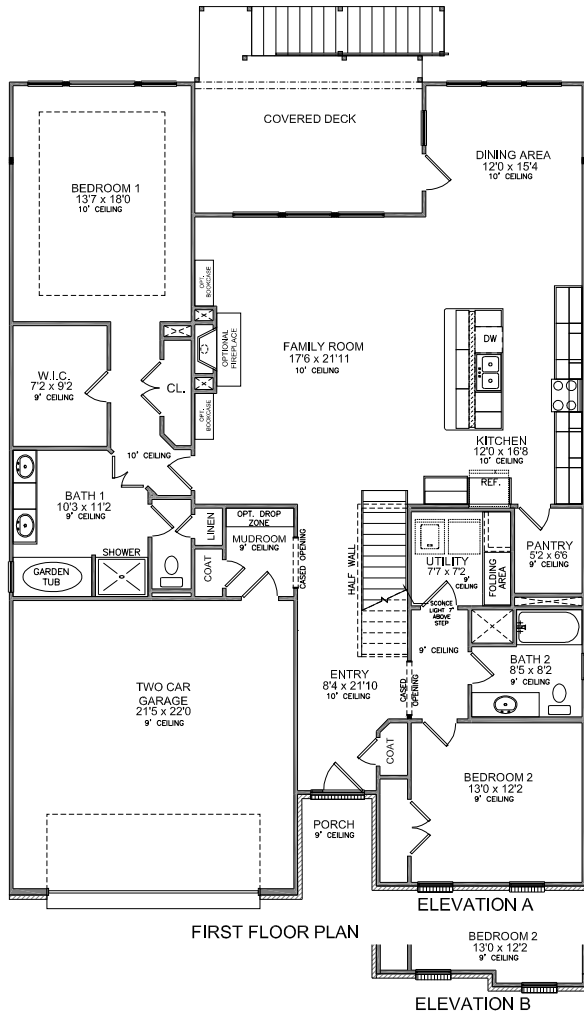 COVERED DECK
DINING AREA
12'0 x 15'4
10' CEILING
BEDROOM 1
13'7 x 18'0
10' CEILING
OPT.
BOOKCASE
OPTIONAL
FIREPLACE
FAMILY ROOM
17'6 x 21'11
10' CEILING
DW
W.I.C.
7'2 x 9'2
9' CEILING
CL.
OPT.
BOOKCASE
KITCHEN
12'0 x 16'8
10' CEILING
10' CEILING
REF.
BATH 1
10'3 x 11'2
9' CEILING
LINEN
OPT. DROP
ZONE
MUDROOM
9' CEILING
CASED OPENING
HALF WALL
UTILITY
7'7 x 7'2
9'
CEILING
FOLDING
AREA
PANTRY
5'2 x 6'6
9' CEILING
SHOWER
GARDEN
TUB
COAT
SCONCE
LIGHT 7"
ABOVE
STEP
9' CEILING
BATH 2
8'5 x 8'2
9' CEILING
TWO CAR
GARAGE
21'5 x 22'0
9' CEILING
ENTRY
8'4 x 21'10
10' CEILING
CASED
OPENING
COAT
BEDROOM 2
13'0 x 12'2
9' CEILING
PORCH
9' CEILING
ELEVATION A
FIRST FLOOR PLAN
BEDROOM 2
13'0 x 12'2
9' CEILING
ELEVATION B